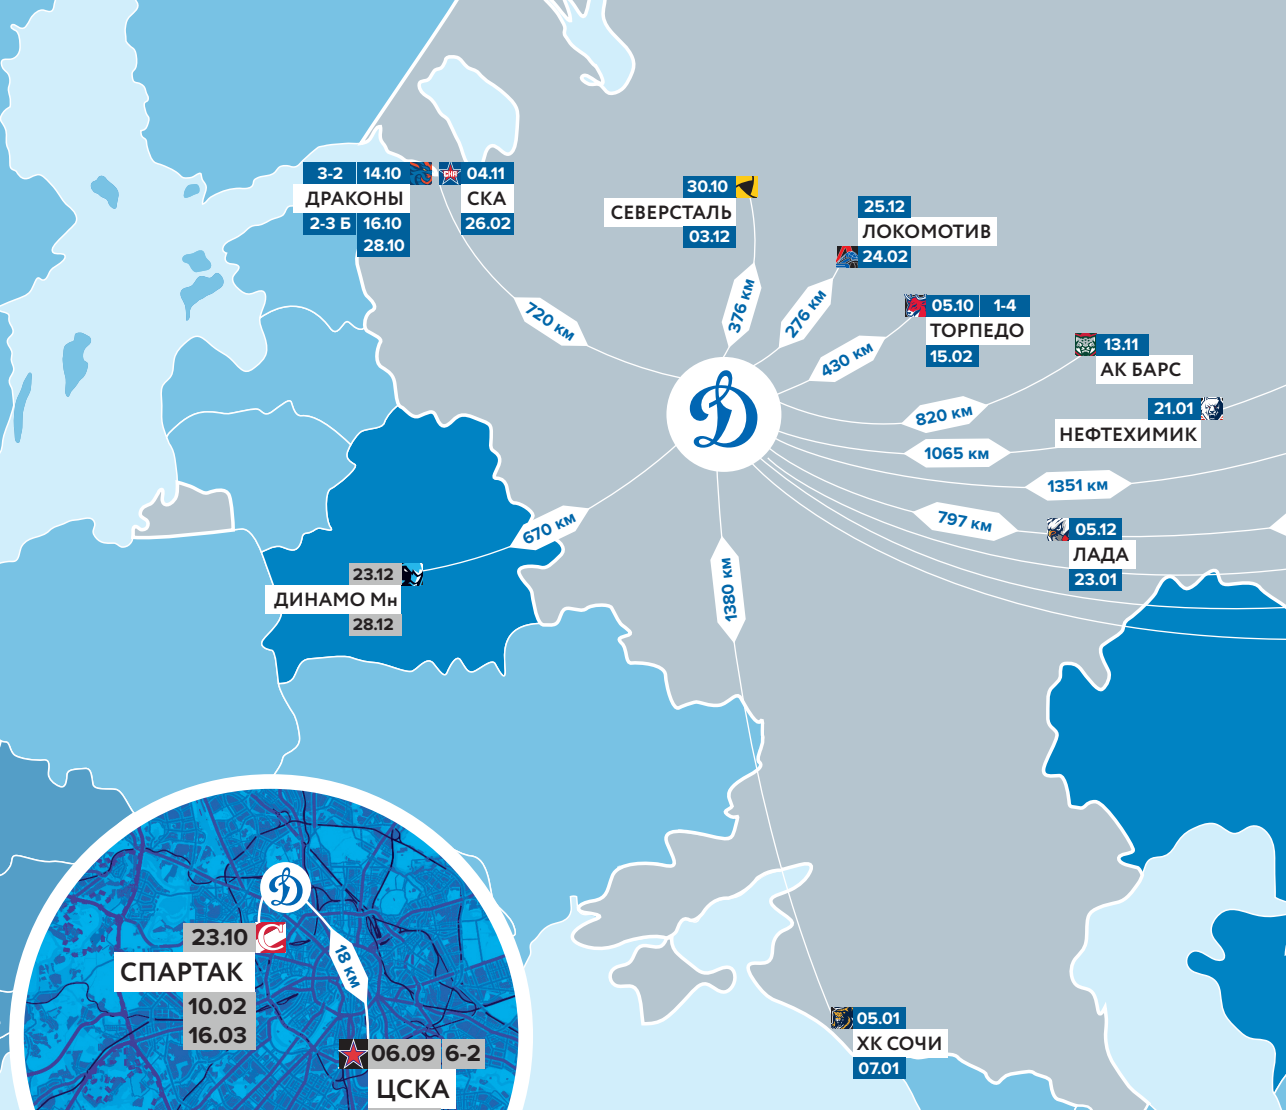 3-2 14.10
ДРАКОНЫ
2-3 Б 16.10
28.10
04.11
СКА
26.02
30.10
СЕВЕРСТАЛЬ
03.12
25.12
ЛОКОМОТИВ
24.02
05.10 1-4
ТОРПЕДО
15.02
13.11
АК БАРС
21.01
НЕФТЕХИМИК
720 км
376 км
276 км
430 км
820 км
1065 км
1351 км
797 км
05.12
ЛАДА
23.01
670 км
23.12
ДИНАМО Мн
28.12
1380 км
23.10
СПАРТАК
10.02
16.03
18 км
06.09 6-2
ЦСКА
05.01
ХК СОЧИ
07.01